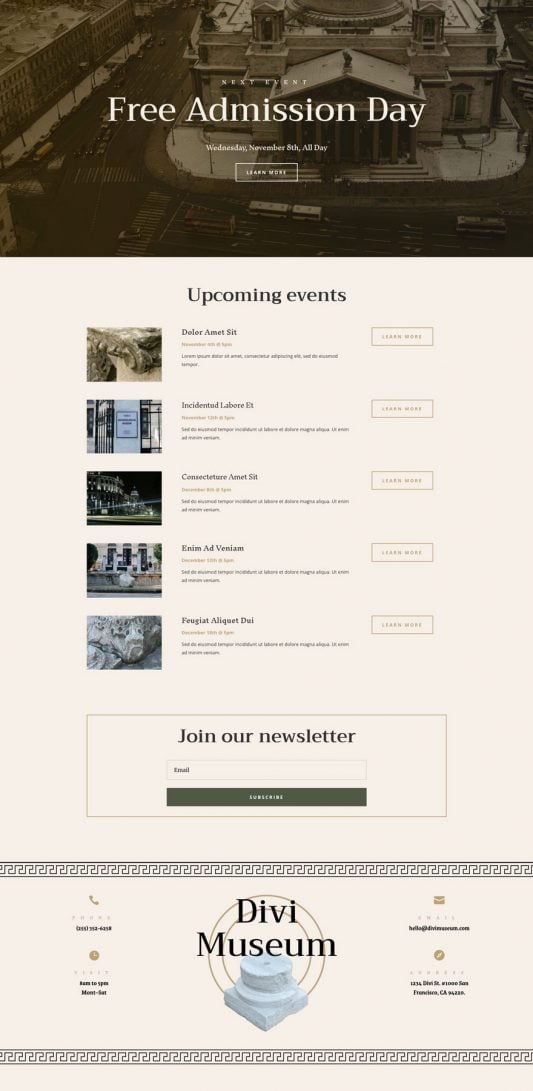 NEXT EVENT
Free Admission Day
Wednesday, November 8th, All Day
LEARN MORE
Upcoming events
Dolor Amet Sit
November 4th @ 5pm
Lorem ipsum dolor sit amet, consectetur adipiscing elit, sed do eiusmod
tempor.
LEARN MORE
Incidentud Labore Et
November 12th @ 5pm
Sed do eiusmod tempor incididunt ut labore et dolore magna aliqua. Ut enim
ad minim veniam.
LEARN MORE
Consecteture Amet Sit
December 8th @ 5pm
Sed do eiusmod tempor incididunt ut labore et dolore magna aliqua. Ut enim
ad minim veniam.
LEARN MORE
Enim Ad Veniam
December 12th @ 5pm
Sed do eiusmod tempor incididunt ut labore et dolore magna aliqua. Ut enim
ad minim veniam.
LEARN MORE
Feugiat Aliquet Dui
December 18th @ 5pm
Sed do eiusmod tempor incididunt ut labore et dolore magna aliqua. Ut enim
ad minim veniam.
LEARN MORE
Join our newsletter
Email
SUBSCRIBE
PHONE
(255) 352-6258
VISIT
8am to 5pm
Mont–Sat
Divi
Museum
EMAIL
hello@divimuseum.com
ADDRESS
1234 Divi St. #1000 San
Francisco, CA 94220.